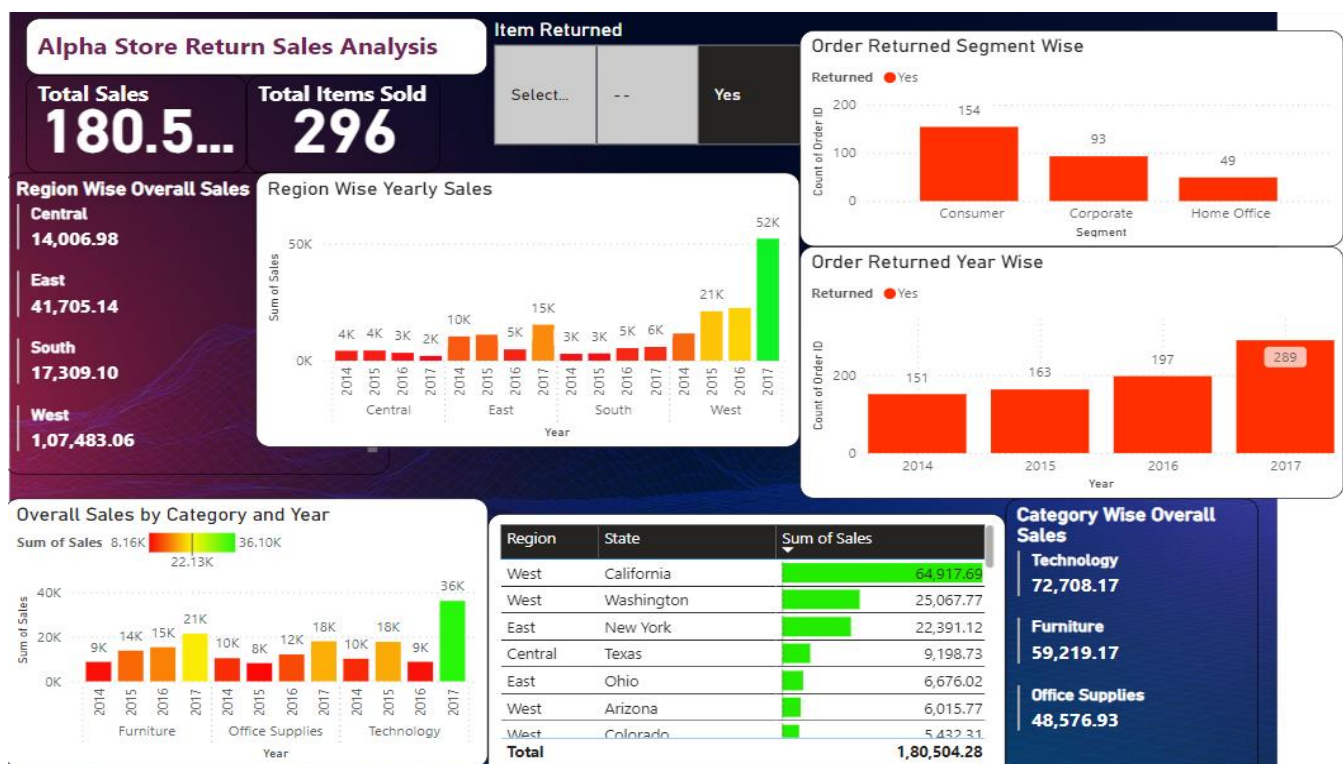 Alpha Store Return Sales Analysis
Total Sales
180.5...
Total Items Sold
296
Item Returned
Select...
--
Yes
Region Wise Overall Sales
Central
14,006.98
East
41,705.14
South
17,309.10
West
1,07,483.06
Region Wise Yearly Sales
Sum of Sales
50K
0K
4K 4K 3K 2K 10K 5K 15K 3K 3K 5K 6K 21K 52K
2014 2015 2016 2017 2014 2015 2016 2017 2014 2015 2016 2017 2014 2015 2016 2017
Central East South West
Year
Order Returned Segment Wise
Returned Yes
Count of Order ID
200
100
0
154 93 49
Consumer Corporate Home Office
Segment
Order Returned Year Wise
Returned Yes
Count of Order ID
200
0
151 163 197 289
2014 2015 2016 2017
Year
Overall Sales by Category and Year
Sum of Sales 8.16K 36.10K
22.13K
Sum of Sales
40K
20K
0K
9K 14K 15K 21K 10K 8K 12K 18K 10K 18K 9K 36K
2014 2015 2016 2017 2014 2015 2016 2017 2014 2015 2016 2017
Furniture Office Supplies Technology
Year
Region State Sum of Sales
West California 64,917.69
West Washington 25,067.77
East New York 22,391.12
Central Texas 9,198.73
East Ohio 6,676.02
West Arizona 6,015.77
West Colorado 5,432.31
Total 1,80,504.28
Category Wise Overall
Sales
Technology
72,708.17
Furniture
59,219.17
Office Supplies
48,576.93